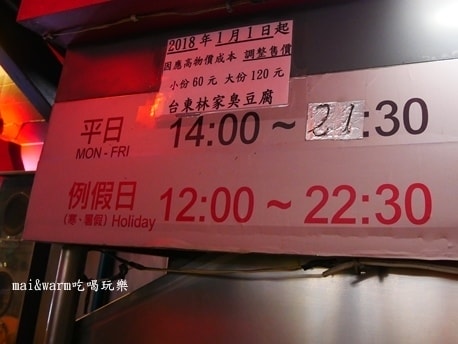 2018 年 1 月 1 日起
因應高物價成本 調整售價
小份 60 元 大份 120 元
台東林家臭豆腐
平日 14:00 ~ 21:30
MON - FRI
例假日 12:00 ~ 22:30
(寒、暑假) Holiday
mai&warm吃喝玩樂